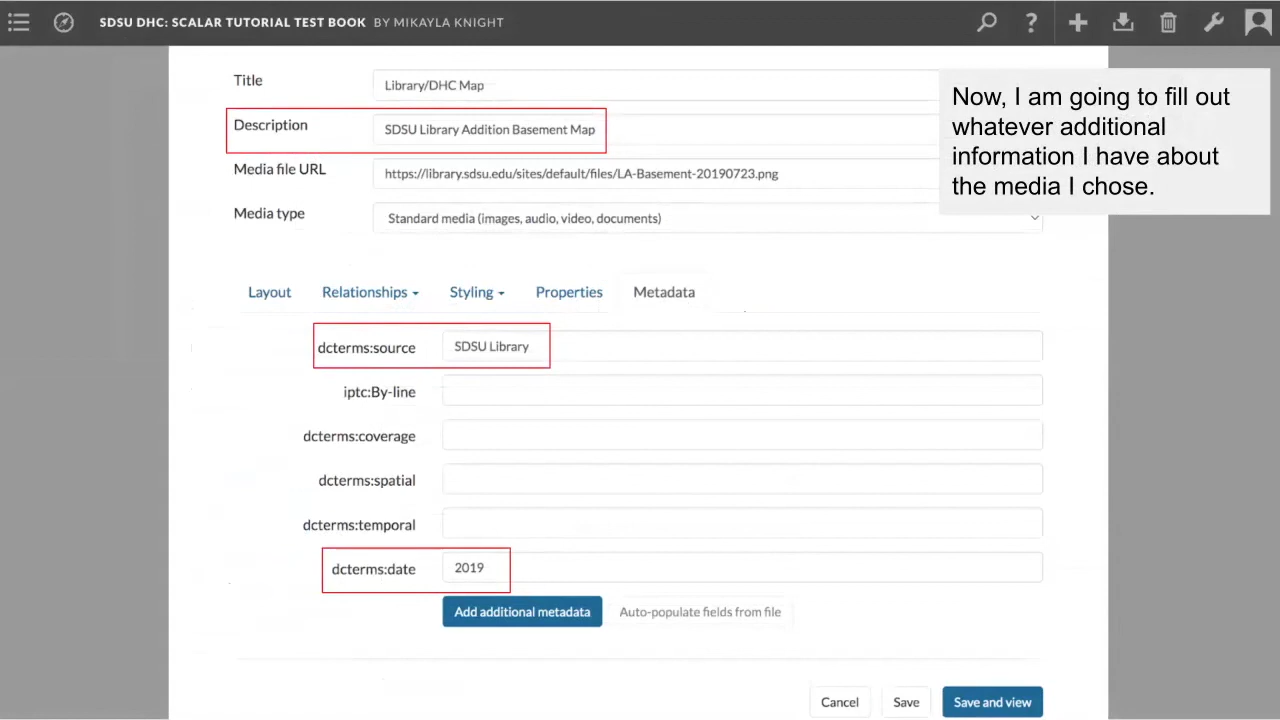 SDSU DHC: SCALAR TUTORIAL TEST BOOK BY MIKAYLA KNIGHT
Title Library/DHC Map
Now, I am going to fill out
whatever additional
information I have about
the media I chose.
Description SDSU Library Addition Basement Map
Media file URL https://library.sdsu.edu/sites/default/files/LA-Basement-20190723.png
Media type Standard media (images, audio, video, documents)
Layout Relationships Styling Properties Metadata
dcterms:source SDSU Library
iptc:By-line
dcterms:coverage
dcterms:spatial
dcterms:temporal
dcterms:date 2019
Add additional metadata Auto-populate fields from file
Cancel Save Save and view